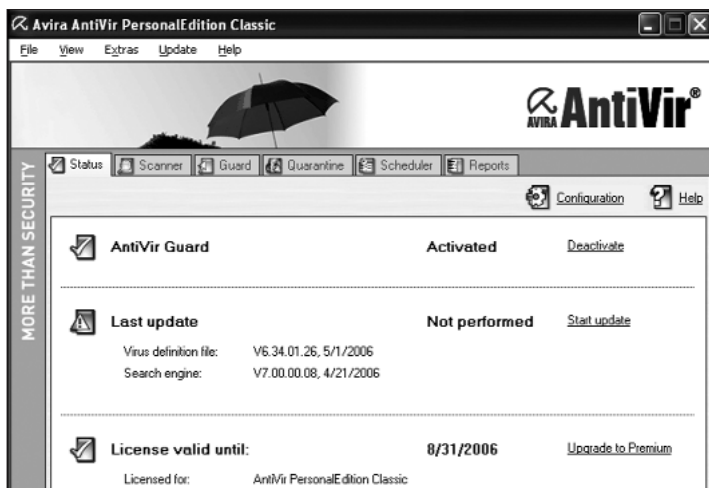 Avira AntiVir PersonalEdition Classic
File View Extras Update Help
AVIRA AntiVir®
MORE THAN SECURITY
Status Scanner Guard Quarantine Scheduler Reports
Configuration Help
AntiVir Guard Activated Deactivate
Last update Not performed Start update
Virus definition file: V6.34.01.26, 5/1/2006
Search engine: V7.00.00.08, 4/21/2006
License valid until: 8/31/2006 Upgrade to Premium
Licensed for: AntiVir PersonalEdition Classic